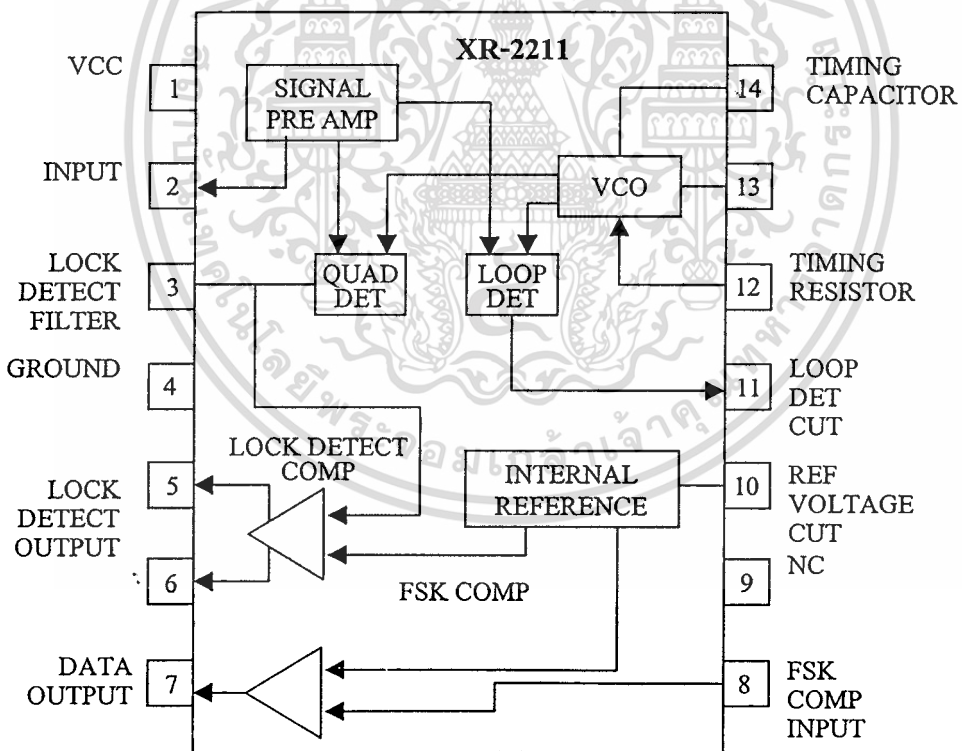 XR-2211
VCC
1
SIGNAL
PRE AMP
14
TIMING
CAPACITOR
INPUT
2
VCO
13
LOCK
DETECT
FILTER
3
QUAD
DET
LOOP
DET
12
TIMING
RESISTOR
GROUND
4
11
LOOP
DET
CUT
LOCK DETECT
COMP
LOCK
DETECT
OUTPUT
5
INTERNAL
REFERENCE
10
REF
VOLTAGE
CUT
6
FSK COMP
9
NC
DATA
OUTPUT
7
8
FSK
COMP
INPUT